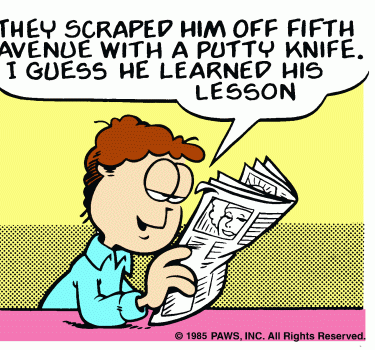 THEY SCRAPED HIM OFF FIFTH
AVENUE WITH A PUTTY KNIFE.
I GUESS HE LEARNED HIS
LESSON
© 1985 PAWS, INC. All Rights Reserved.